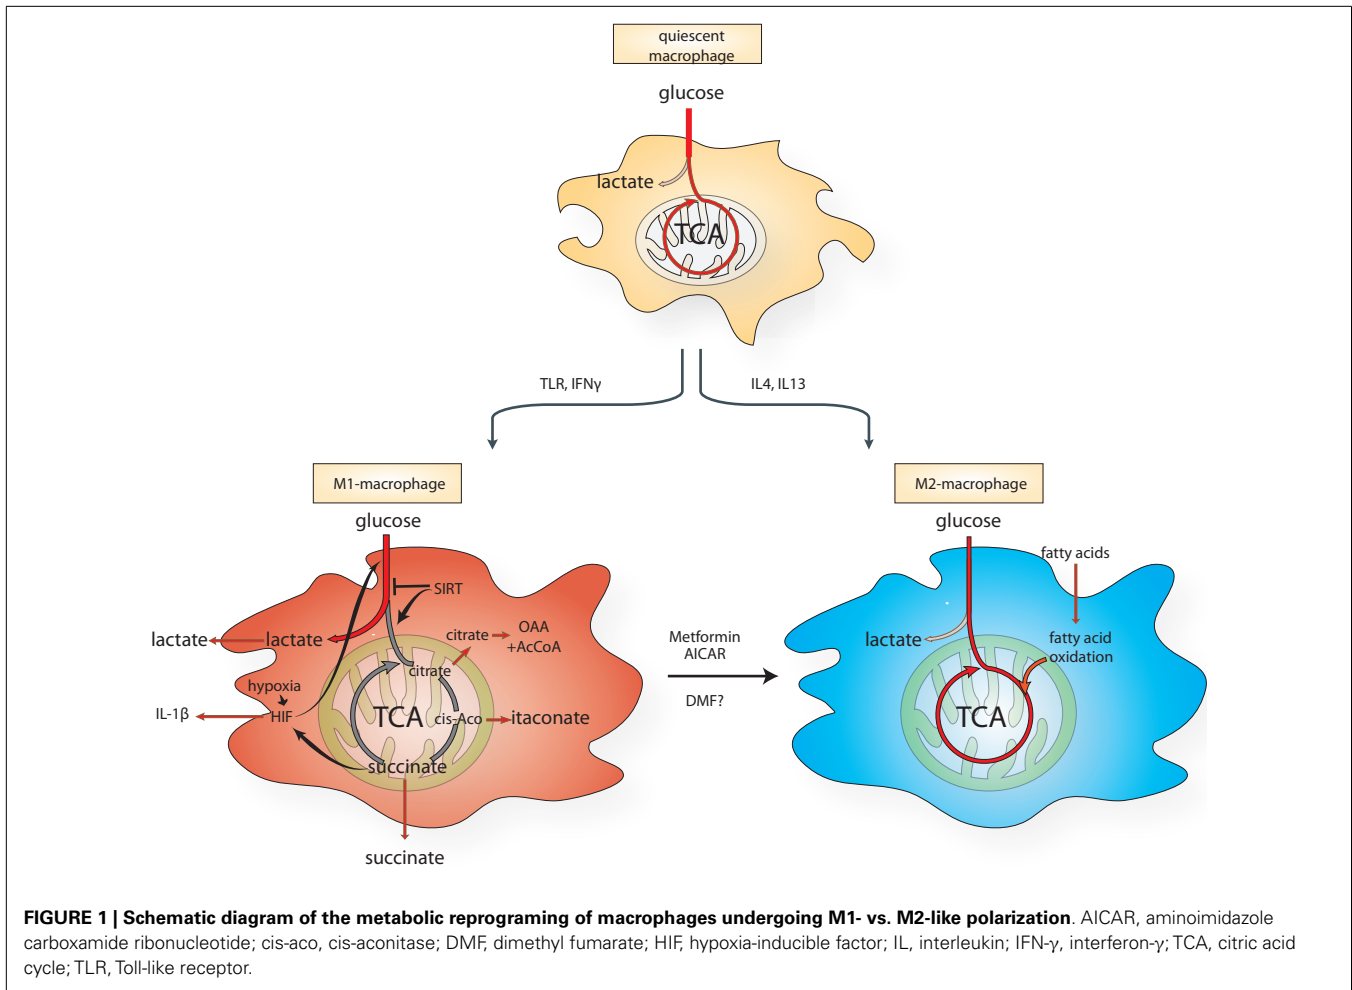 quiescent
macrophage
glucose
lactate
TCA
TLR, IFNγ
IL4, IL13
M1-macrophage
glucose
SIRT
lactate
lactate
citrate
OAA
+AcCoA
citrate
hypoxia
IL-1β
HIF
TCA
cis-Aco
itaconate
succinate
succinate
Metformin
AICAR
DMF?
M2-macrophage
glucose
fatty acids
lactate
fatty acid
oxidation
TCA
FIGURE 1 | Schematic diagram of the metabolic reprograming of macrophages undergoing M1- vs. M2-like polarization. AICAR, aminoimidazole
carboxamide ribonucleotide; cis-aco, cis-aconitase; DMF, dimethyl fumarate; HIF, hypoxia-inducible factor; IL, interleukin; IFN-γ, interferon-γ; TCA, citric acid
cycle; TLR, Toll-like receptor.